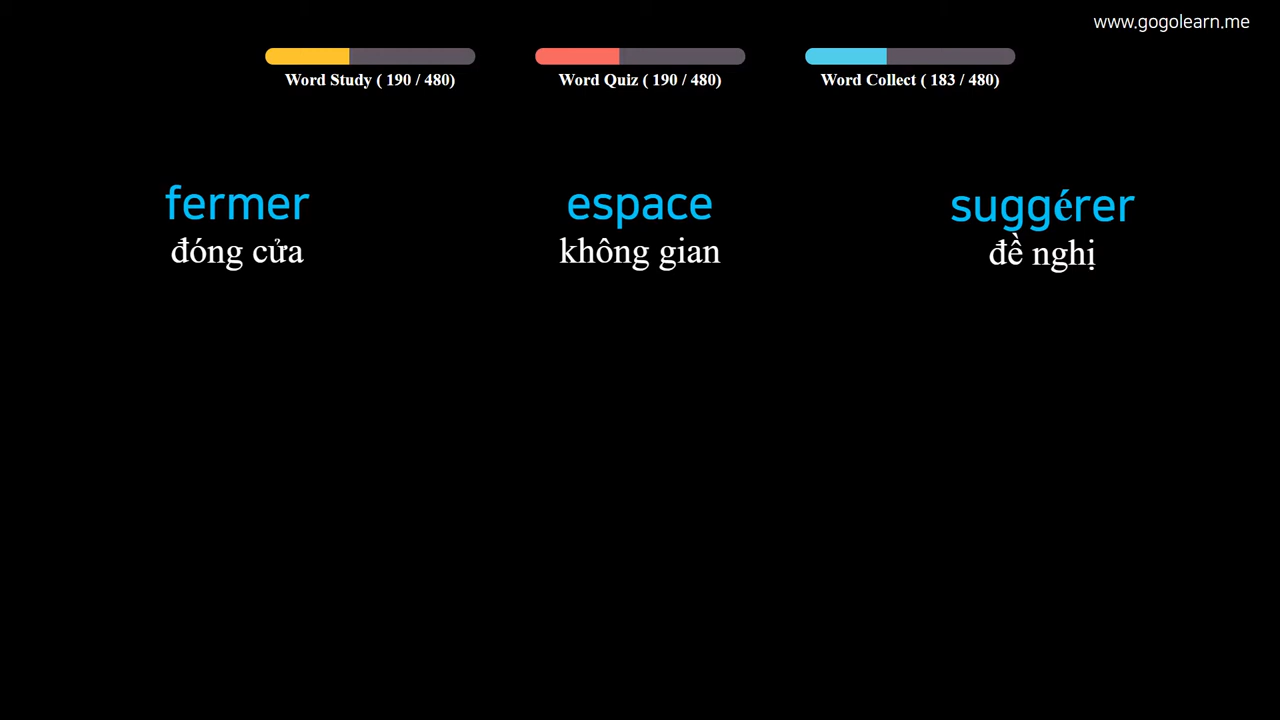 www.gogolearn.me
Word Study ( 190 / 480)
Word Quiz ( 190 / 480)
Word Collect ( 183 / 480)
fermer
đóng cửa
espace
không gian
suggérer
đề nghị